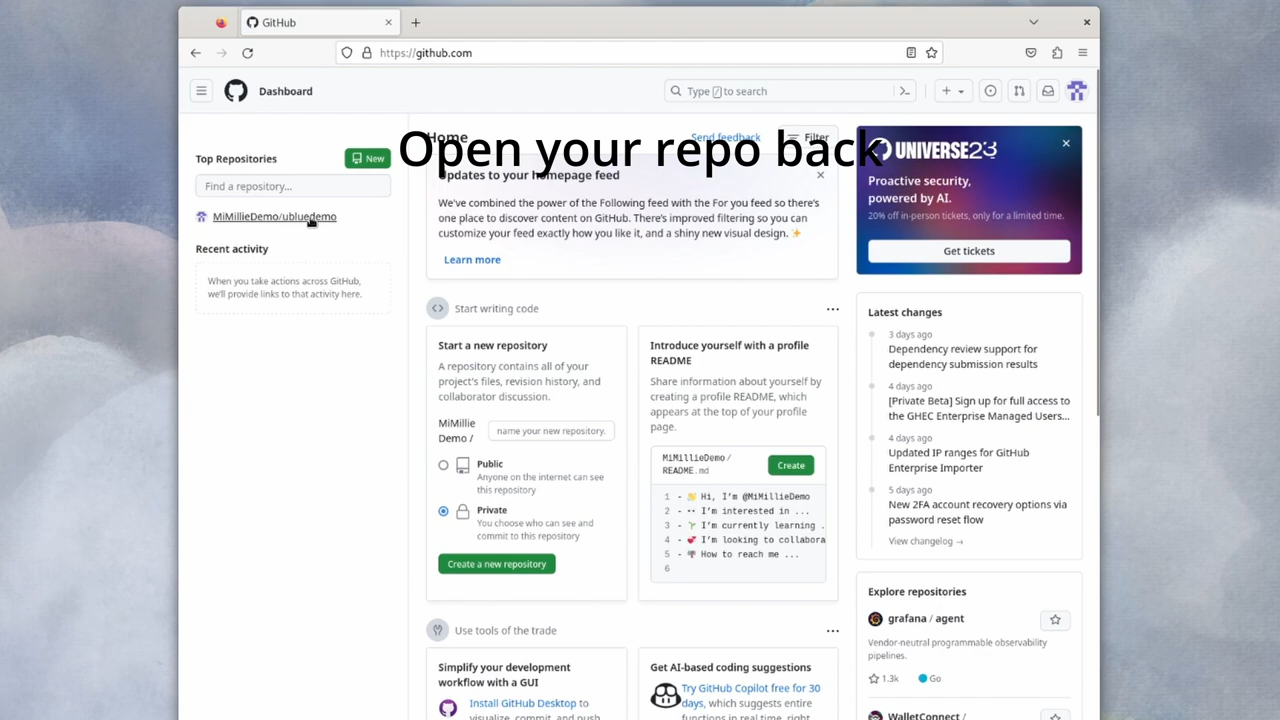 GitHub
https://github.com
Dashboard
Type / to search
Open your repo back
Top Repositories
New
Find a repository...
MiMillieDemo/ubluedemo
Recent activity
When you take actions across GitHub,
we'll provide links to that activity here.
Home
Send feedback
Filter
Updates to your homepage feed
We've combined the power of the Following feed with the For you feed so there's
one place to discover content on GitHub. There's improved filtering so you can
customize your feed exactly how you like it, and a shiny new visual design. ✨
Learn more
Start writing code
Start a new repository
A repository contains all of your
project's files, revision history, and
collaborator discussion.
MiMillie
Demo /
name your new repository.
Public
Anyone on the internet can see
this repository
Private
You choose who can see and
commit to this repository
Create a new repository
Introduce yourself with a profile
README
Share information about yourself by
creating a profile README, which
appears at the top of your profile
page.
MiMillieDemo/
README.md
Create
1 - 👋 Hi, I'm @MiMillieDemo
2 - 👀 I'm interested in ...
3 - 🌱 I'm currently learning .
4 - 💞️ I'm looking to collabora
5 - 📫 How to reach me ...
6
Use tools of the trade
Simplify your development
workflow with a GUI
Install GitHub Desktop to
visualize, commit, and push
Get AI-based coding suggestions
Try GitHub Copilot free for 30
days, which suggests entire
functions in real time, right
UNIVERSE23
Proactive security,
powered by AI.
20% off in-person tickets, only for a limited time.
Get tickets
Latest changes
3 days ago
Dependency review support for
dependency submission results
4 days ago
[Private Beta] Sign up for full access to
the GHEC Enterprise Managed Users...
4 days ago
Updated IP ranges for GitHub
Enterprise Importer
5 days ago
New 2FA account recovery options via
password reset flow
View changelog →
Explore repositories
grafana / agent
Vendor-neutral programmable observability
pipelines.
1.3k
Go
WalletConnect /